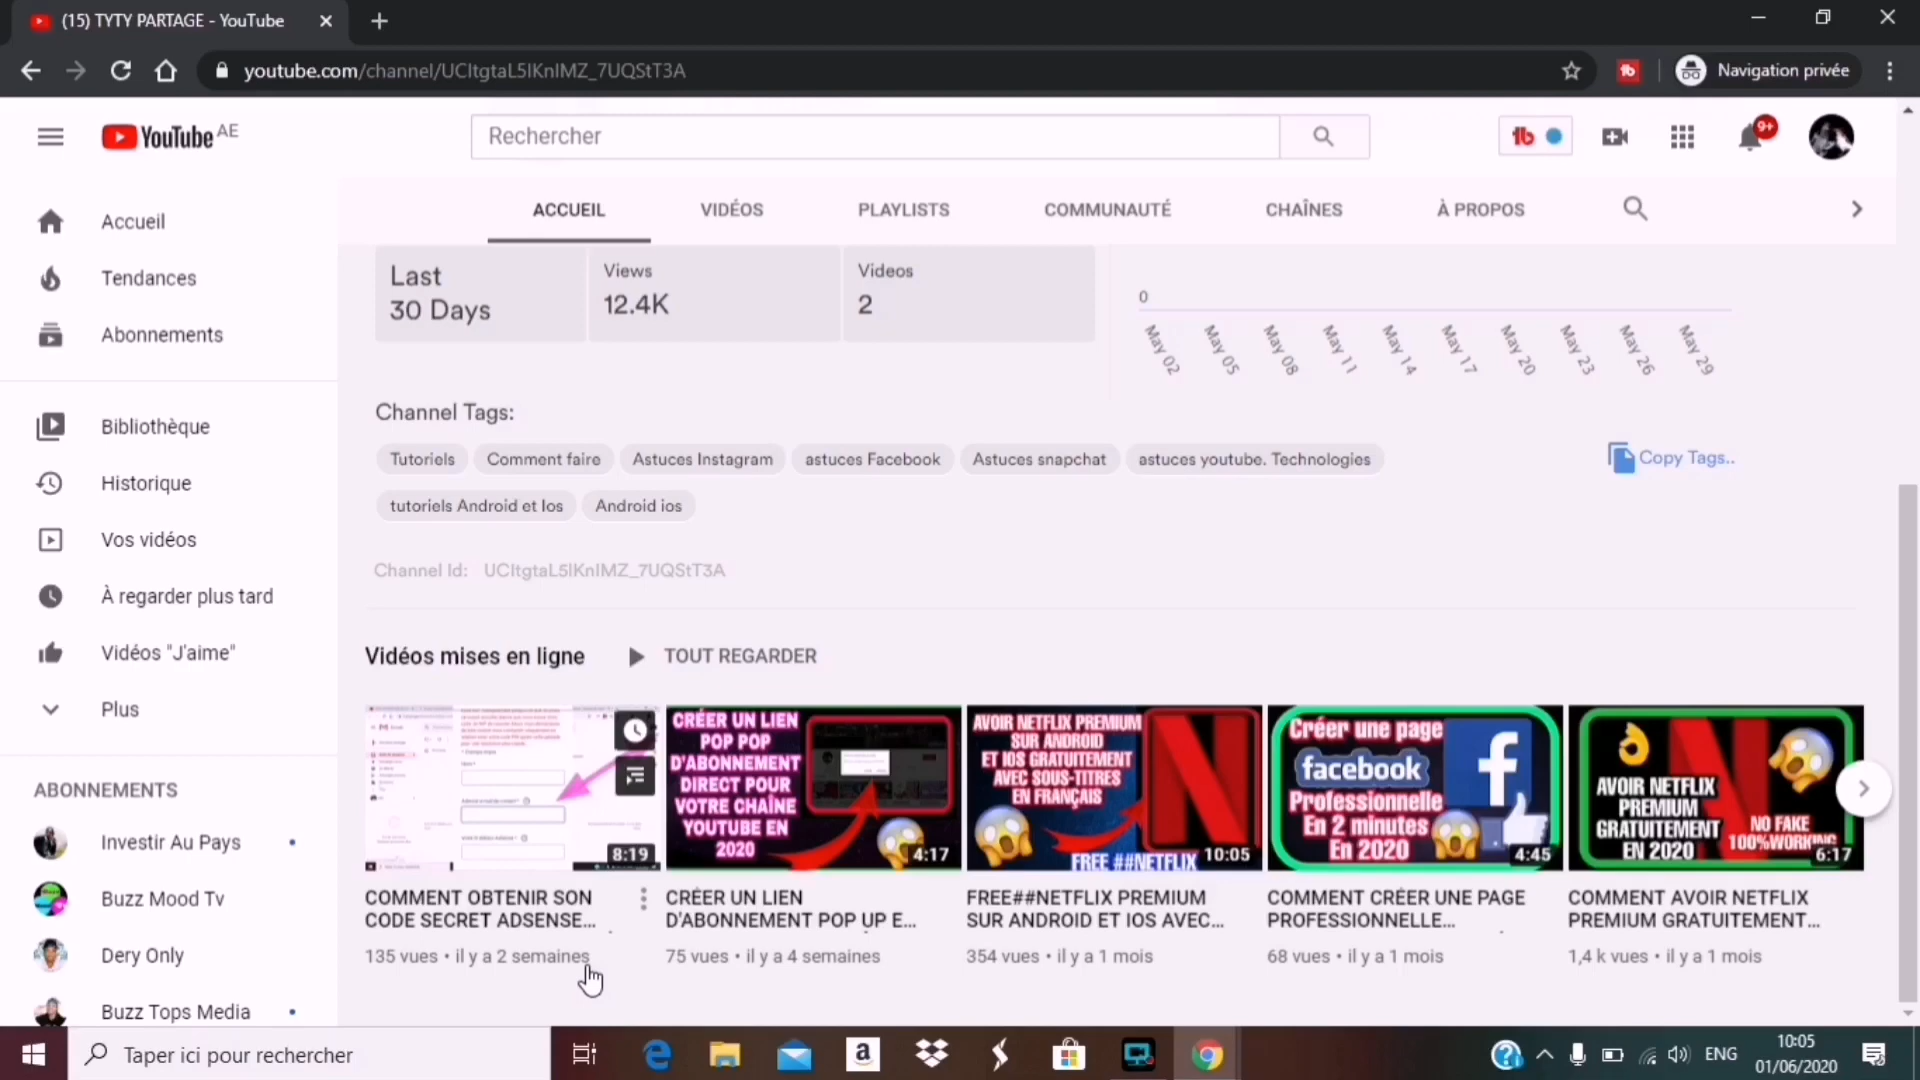 (15) TYTY PARTAGE - YouTube
youtube.com/channel/UCItgtaL5IKnIMZ_7UQStT3A
Navigation privée
YouTube AE
Rechercher
9+
ACCUEIL
VIDÉOS
PLAYLISTS
COMMUNAUTÉ
CHAÎNES
À PROPOS
Accueil
Tendances
Abonnements
Bibliothèque
Historique
Vos vidéos
À regarder plus tard
Vidéos "J'aime"
Plus
ABONNEMENTS
Investir Au Pays
Buzz Mood Tv
Dery Only
Buzz Tops Media
Last
30 Days
Views
12.4K
Videos
2
0
May 02
May 05
May 08
May 11
May 14
May 17
May 20
May 23
May 26
May 29
Channel Tags:
Tutoriels
Comment faire
Astuces Instagram
astuces Facebook
Astuces snapchat
astuces youtube. Technologies
Copy Tags..
tutoriels Android et Ios
Android ios
Channel Id: UCItgtaL5IKnIMZ_7UQStT3A
Vidéos mises en ligne
TOUT REGARDER
8:19
COMMENT OBTENIR SON
CODE SECRET ADSENSE...
135 vues • il y a 2 semaines
CRÉER UN LIEN
POP POP
D'ABONNEMENT
DIRECT POUR
VOTRE CHAÎNE
YOUTUBE EN
2020
4:17
CRÉER UN LIEN
D'ABONNEMENT POP UP E...
75 vues • il y a 4 semaines
AVOIR NETFLIX PREMIUM
SUR ANDROID
ET IOS GRATUITEMENT
AVEC SOUS-TITRES
EN FRANÇAIS
FREE ##NETFLIX
10:05
FREE##NETFLIX PREMIUM
SUR ANDROID ET IOS AVEC...
354 vues • il y a 1 mois
Créer une page
facebook
Professionnelle
En 2 minutes
En 2020
4:45
COMMENT CRÉER UNE PAGE
PROFESSIONNELLE...
68 vues • il y a 1 mois
AVOIR NETFLIX
PREMIUM
GRATUITEMENT
EN 2020
NO FAKE
100%WORKING
6:17
COMMENT AVOIR NETFLIX
PREMIUM GRATUITEMENT...
1,4 k vues • il y a 1 mois
Taper ici pour rechercher
ENG
10:05
01/06/2020